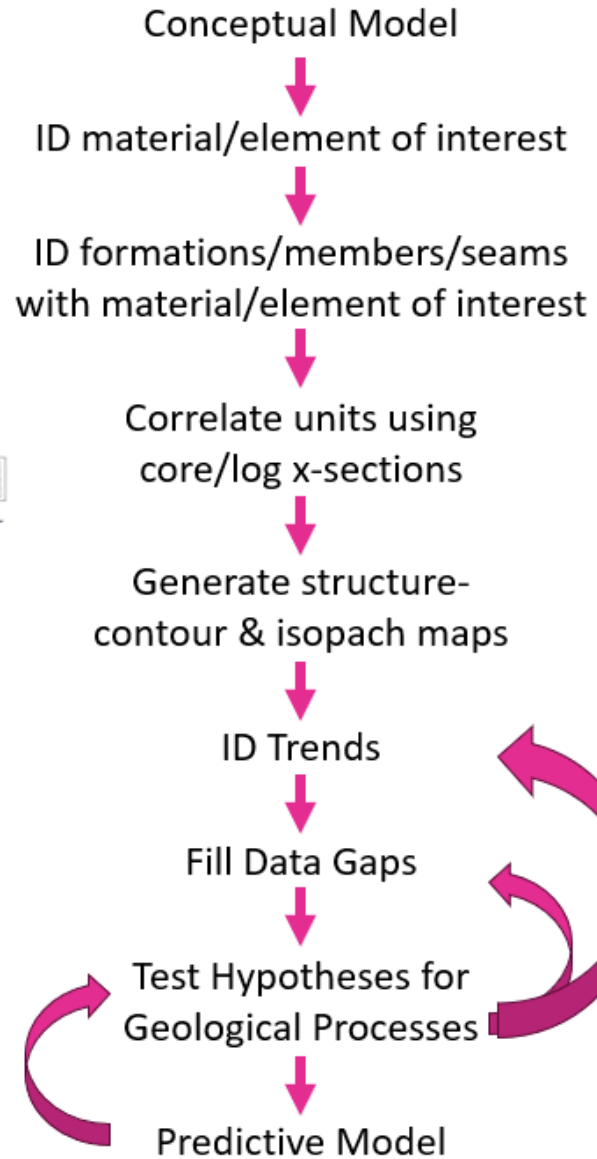 Conceptual Model
ID material/element of interest
ID formations/members/seams
with material/element of interest
Correlate units using
core/log x-sections
Generate structure-
contour & isopach maps
ID Trends
Fill Data Gaps
Test Hypotheses for
Geological Processes
Predictive Model